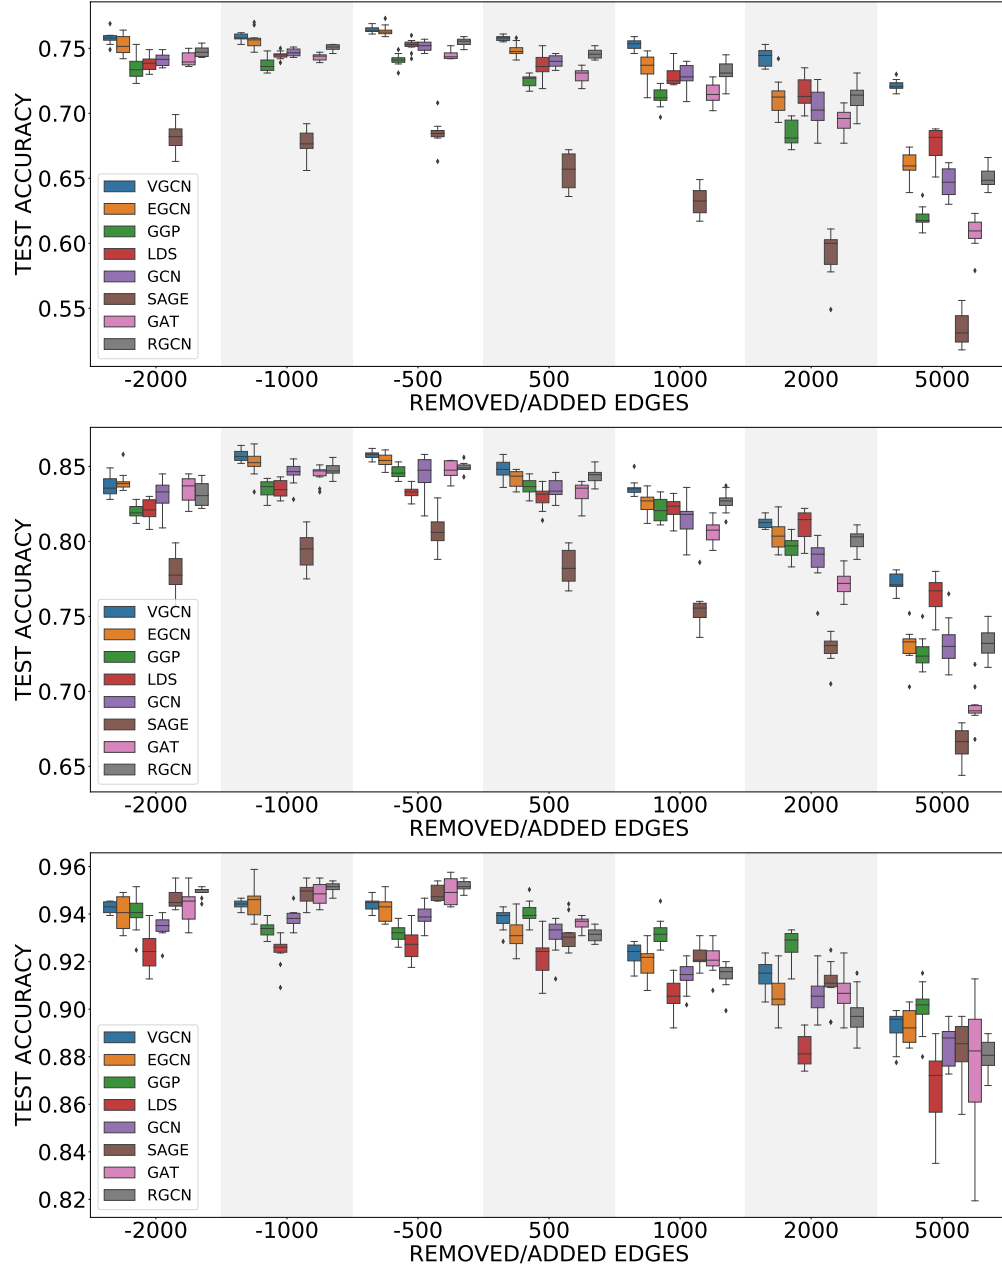 TEST ACCURACY
0.75
0.70
0.65
0.60
0.55
VGCN
EGCN
GGP
LDS
GCN
SAGE
GAT
RGCN
-2000 -1000 -500 500 1000 2000 5000
REMOVED/ADDED EDGES
TEST ACCURACY
0.85
0.80
0.75
0.70
0.65
VGCN
EGCN
GGP
LDS
GCN
SAGE
GAT
RGCN
-2000 -1000 -500 500 1000 2000 5000
REMOVED/ADDED EDGES
TEST ACCURACY
0.96
0.94
0.92
0.90
0.88
0.86
0.84
0.82
VGCN
EGCN
GGP
LDS
GCN
SAGE
GAT
RGCN
-2000 -1000 -500 500 1000 2000 5000
REMOVED/ADDED EDGES